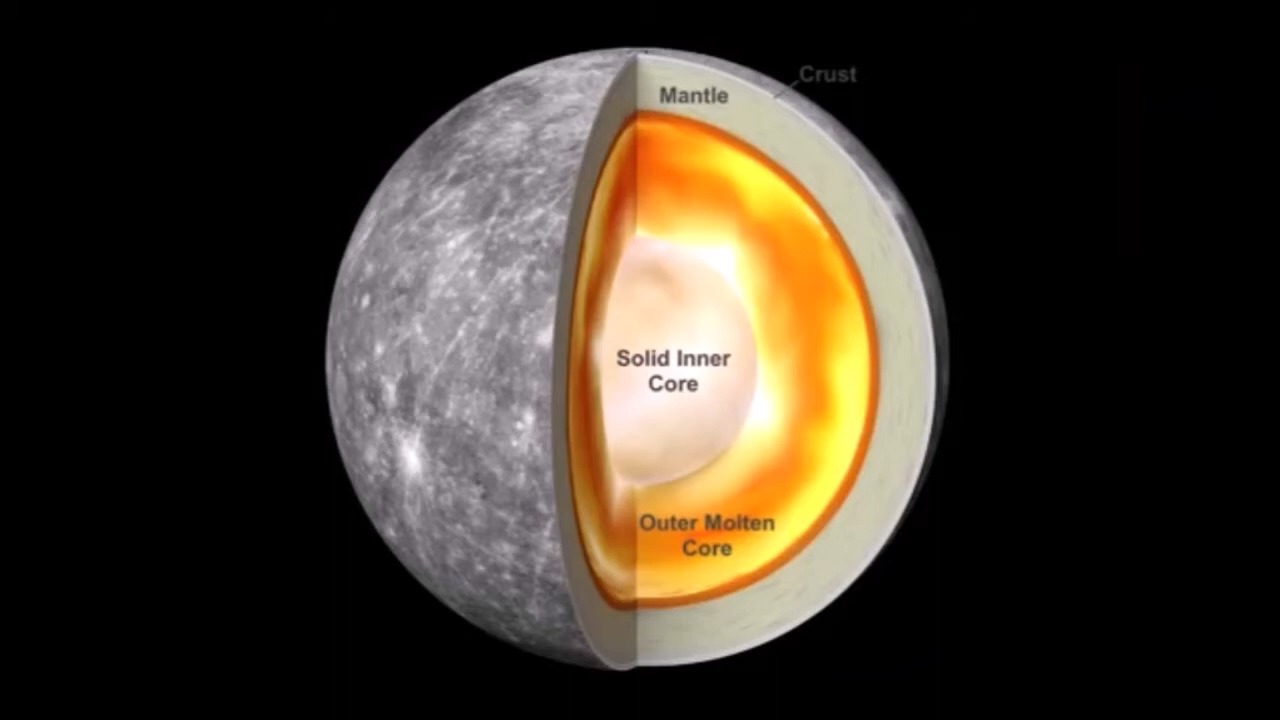 Crust
Mantle
Solid Inner
Core
Outer Molten
Core